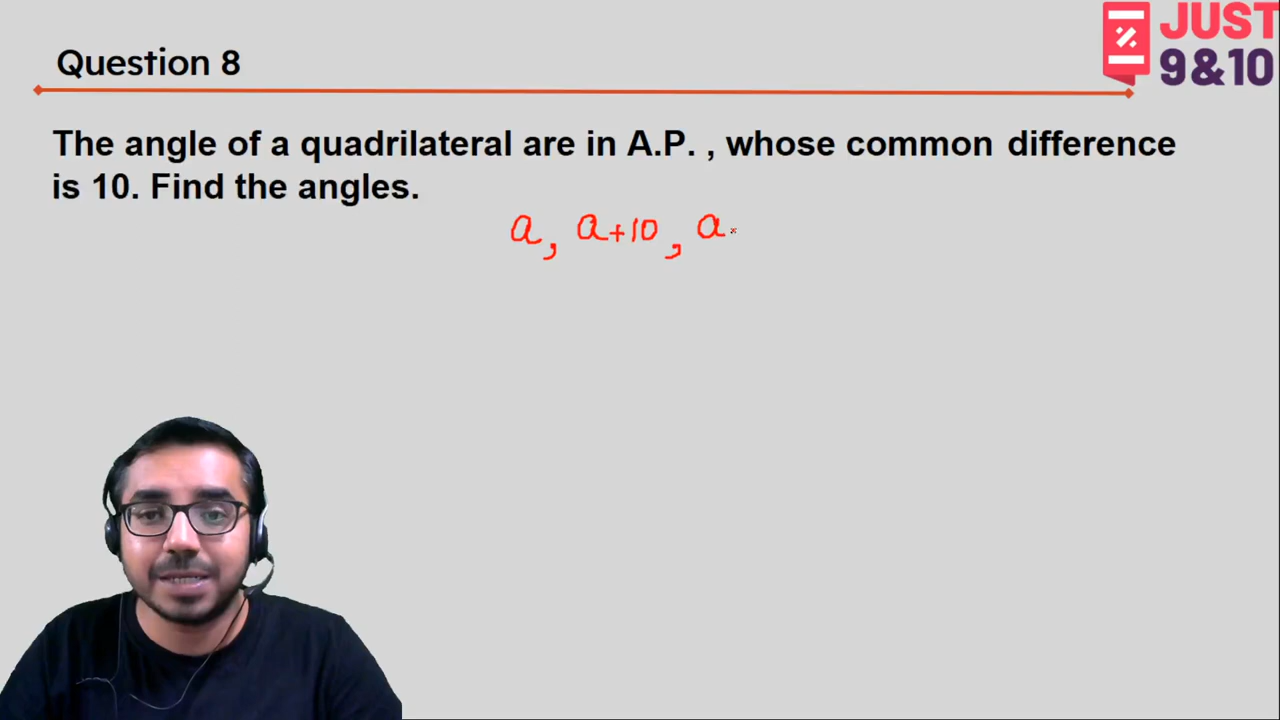 Question 8
JUST
9&10
The angle of a quadrilateral are in A.P. , whose common difference
is 10. Find the angles.
a, a+10, a